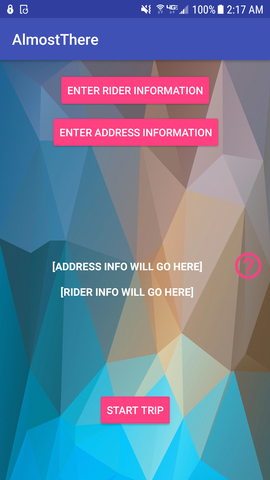 100% 2:17 AM
AlmostThere
ENTER RIDER INFORMATION
ENTER ADDRESS INFORMATION
[ADDRESS INFO WILL GO HERE]
?
[RIDER INFO WILL GO HERE]
START TRIP